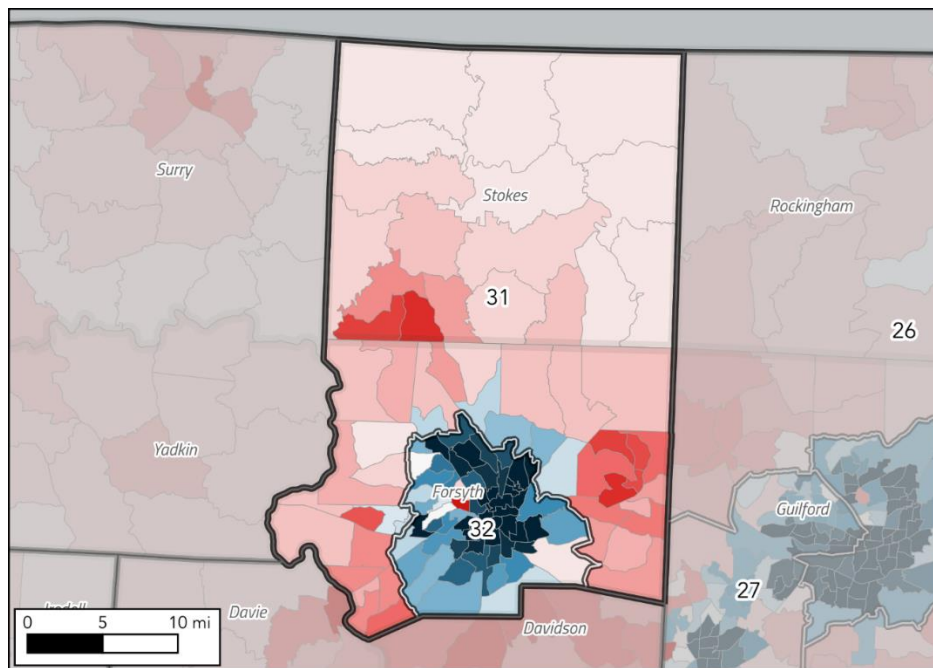 Surry
Stokes
Rockingham
31
26
Yadkin
Forsyth
Guilford
32
27
Davie
Davidson
0 5 10 mi